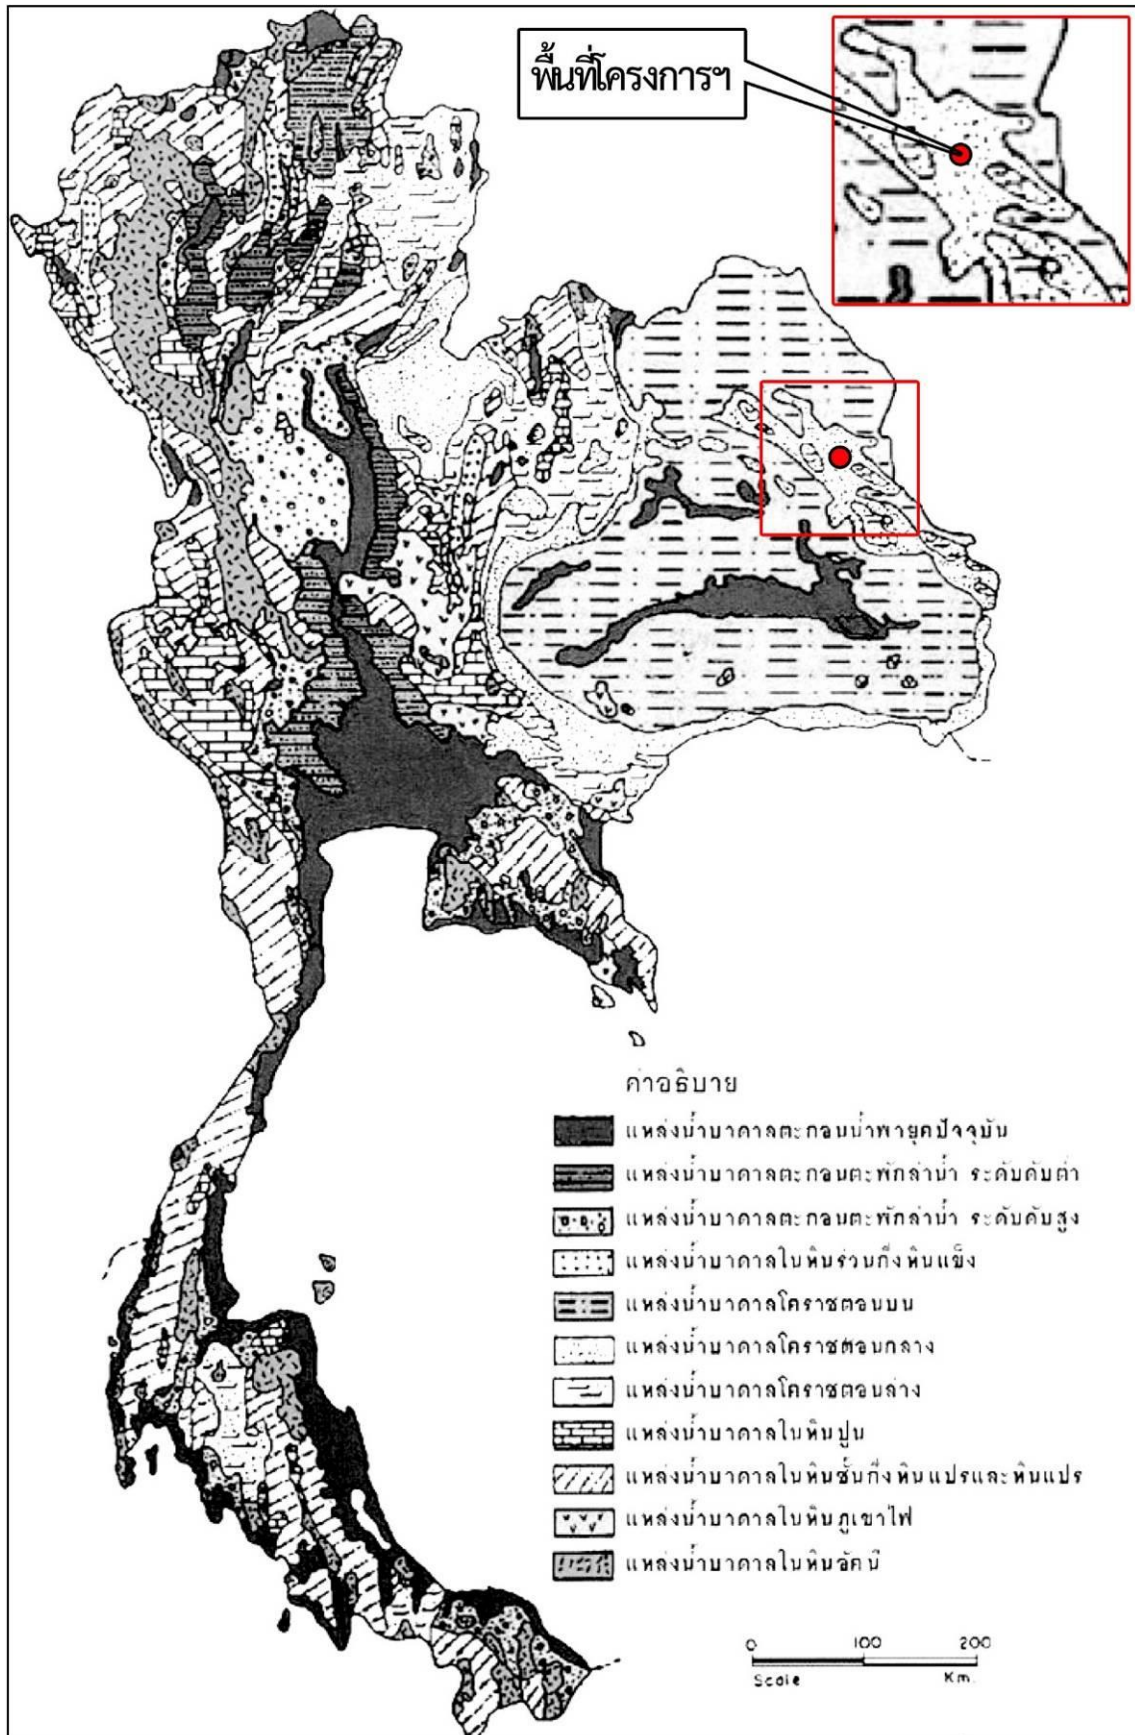 พื้นที่โครงการฯ
คำอธิบาย
แหล่งน้ำบาดาลตะกอนน้ำพายุคปัจจุบัน
แหล่งน้ำบาดาลตะกอนตะพักลำน้ำ ระดับต่ำ
แหล่งน้ำบาดาลตะกอนตะพักลำน้ำ ระดับสูง
แหล่งน้ำบาดาลในหินร่วนกึ่งหินแข็ง
แหล่งน้ำบาดาลโคราชตอนบน
แหล่งน้ำบาดาลโคราชตอนกลาง
แหล่งน้ำบาดาลโคราชตอนล่าง
แหล่งน้ำบาดาลในหินปูน
แหล่งน้ำบาดาลในหินชั้นกึ่งหินแปรและหินแปร
แหล่งน้ำบาดาลในหินภูเขาไฟ
แหล่งน้ำบาดาลในหินอัคนี
0 100 200
Scale Km.